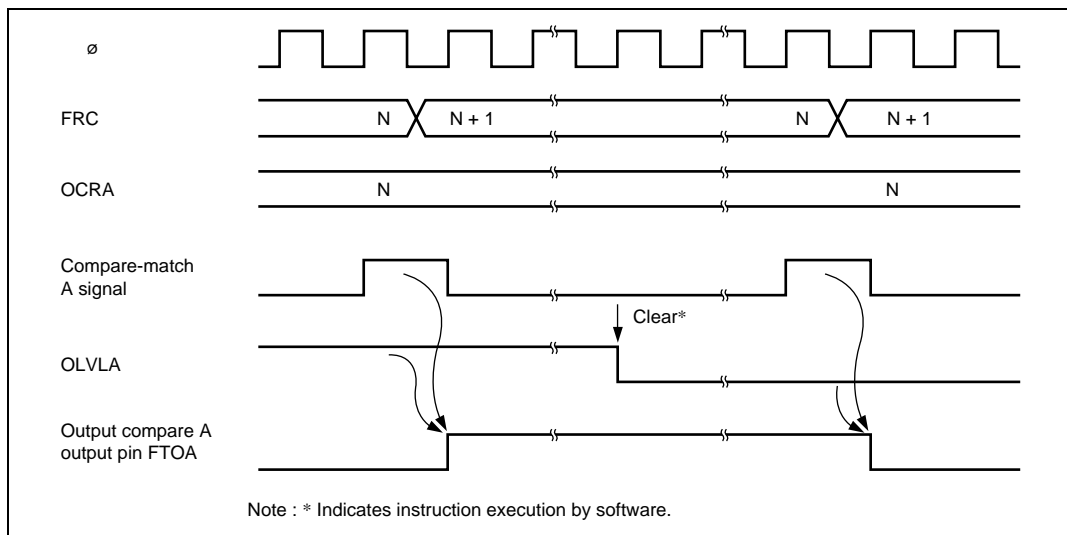 ø
FRC
N
N + 1
N
N + 1
OCRA
N
N
Compare-match
A signal
Clear*
OLVLA
Output compare A
output pin FTOA
Note : * Indicates instruction execution by software.